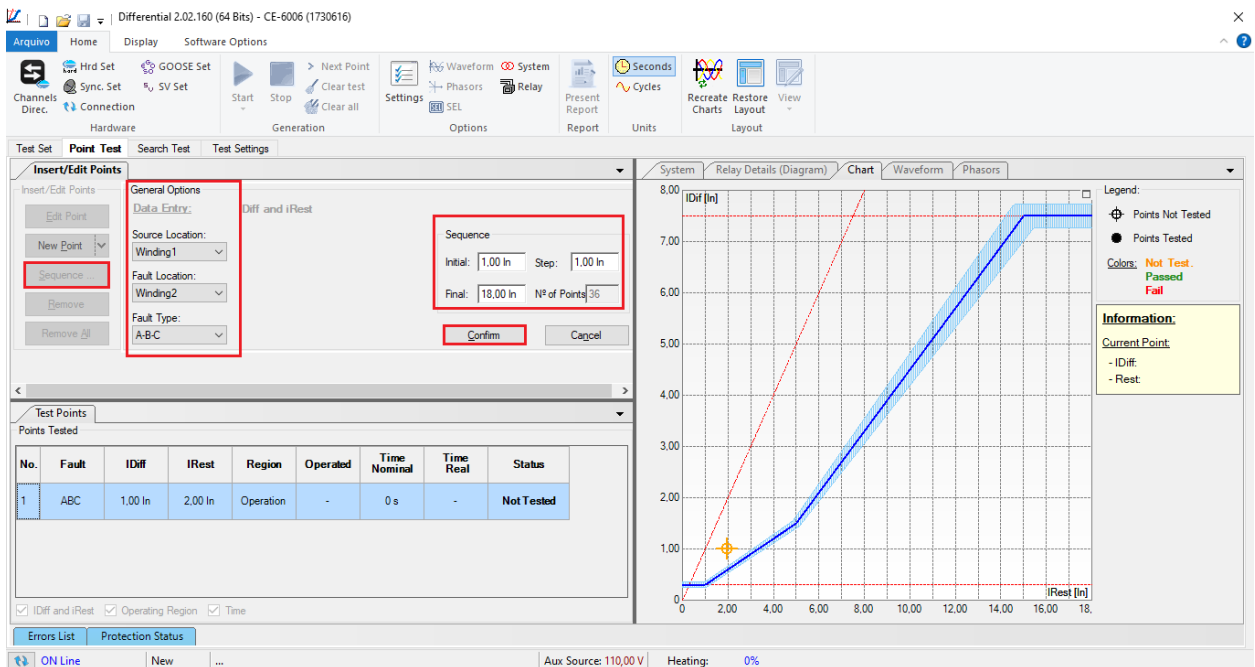 Differential 2.02.160 (64 Bits) - CE-6006 (1730616)
Arquivo Home Display Software Options
Channels Direc.
Hrd Set
Sync. Set
Connection
GOOSE Set
SV Set
Hardware
Start
Stop
Next Point
Clear test
Clear all
Generation
Settings
Waveform
Phasors
SEL
System
Relay
Options
Present Report
Report
Seconds
Cycles
Units
Recreate Charts
Restore Layout
View
Layout
Test Set Point Test Search Test Test Settings
Insert/Edit Points
Insert/Edit Points
Edit Point
New Point
Sequence ...
Remove
Remove All
General Options
Data Entry: Diff and iRest
Source Location:
Winding1
Fault Location:
Winding2
Fault Type:
A-B-C
Sequence
Initial: 1,00 In Step: 1,00 In
Final: 18,00 In Nº of Points 36
Confirm Cancel
Test Points
Points Tested
No. Fault IDiff IRest Region Operated Time Nominal Time Real Status
1 ABC 1,00 In 2,00 In Operation - 0 s - Not Tested
IDiff and iRest Operating Region Time
System Relay Details (Diagram) Chart Waveform Phasors
IDif [In]
8,00
7,00
6,00
5,00
4,00
3,00
2,00
1,00
0
IRest [In]
0 2,00 4,00 6,00 8,00 10,00 12,00 14,00 16,00 18,
Legend:
Points Not Tested
Points Tested
Colors: Not Test.
Passed
Fail
Information:
Current Point:
- IDiff:
- Rest:
Errors List Protection Status
ON Line New ... Aux Source: 110,00 V Heating: 0%